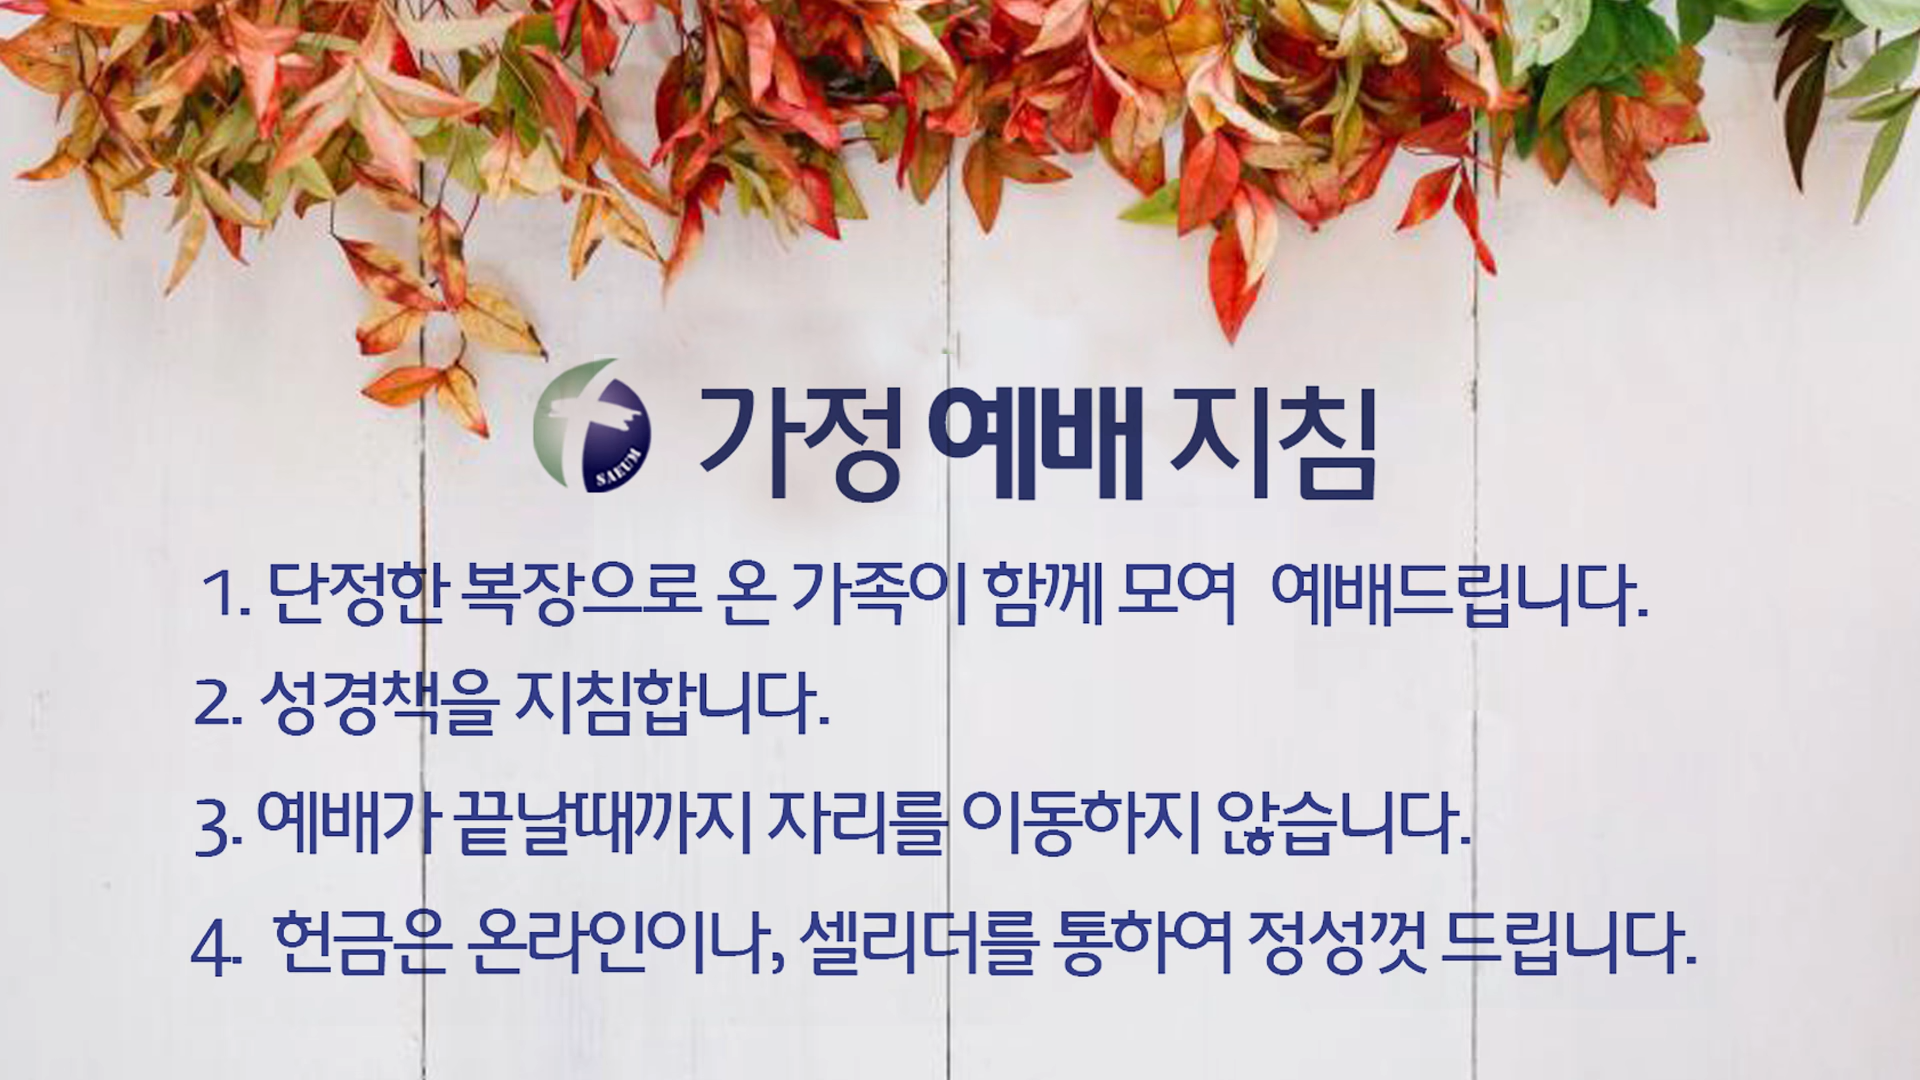 SAEUM
가정 예배 지침
1. 단정한 복장으로 온 가족이 함께 모여 예배드립니다.
2. 성경책을 지침합니다.
3. 예배가 끝날때까지 자리를 이동하지 않습니다.
4. 헌금은 온라인이나, 셀리더를 통하여 정성껏 드립니다.